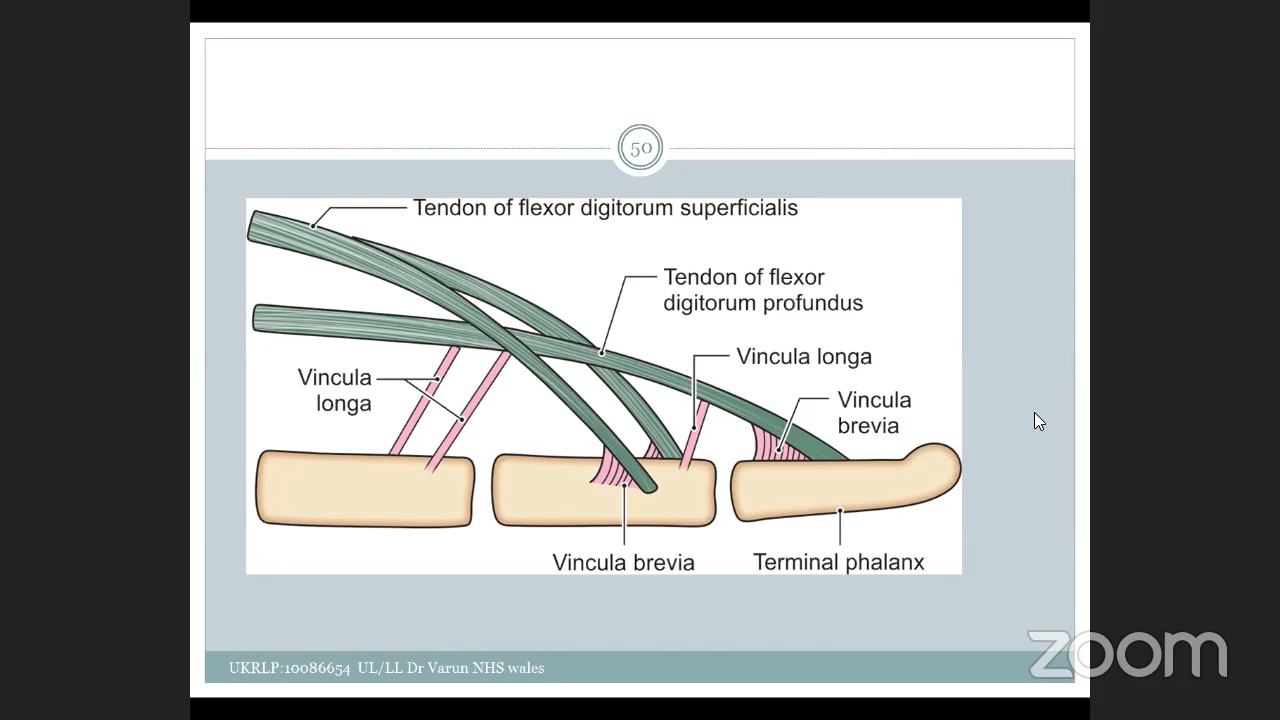 50
Tendon of flexor digitorum superficialis
Tendon of flexor
digitorum profundus
Vincula longa
Vincula
longa
Vincula
brevia
Vincula brevia
Terminal phalanx
UKRLP:10086654 UL/LL Dr Varun NHS wales
zoom